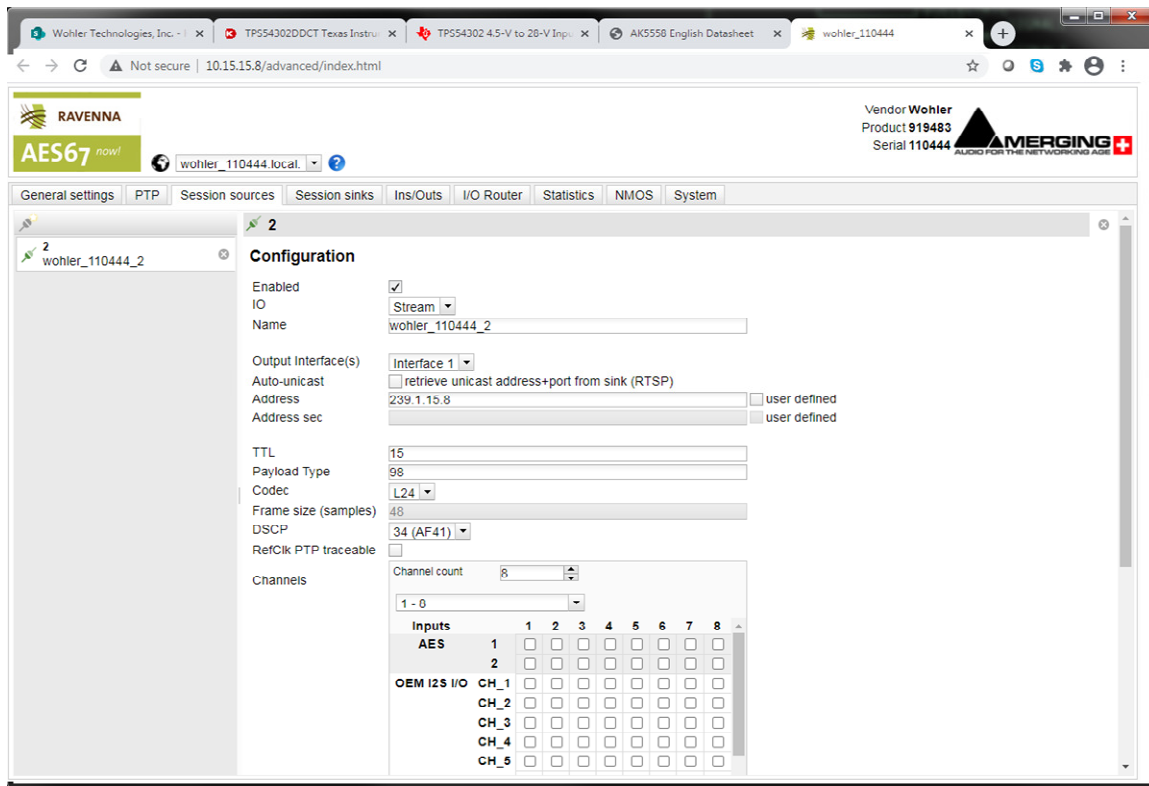 Wohler Technologies, Inc. - I
TPS54302DDCT Texas Instru
TPS54302 4.5-V to 28-V Inpu
AK5558 English Datasheet
wohler_110444
Not secure | 10.15.15.8/advanced/index.html
RAVENNA
AES67 now!
wohler_110444.local.
?
Vendor Wohler
Product 919483
Serial 110444
MERGING
AUDIO FOR THE NETWORKING AGE
General settings PTP Session sources Session sinks Ins/Outs I/O Router Statistics NMOS System
2
wohler_110444_2
2
Configuration
Enabled
IO Stream
Name wohler_110444_2
Output Interface(s) Interface 1
Auto-unicast retrieve unicast address+port from sink (RTSP)
Address 239.1.15.8 user defined
Address sec user defined
TTL 15
Payload Type 98
Codec L24
Frame size (samples) 48
DSCP 34 (AF41)
RefClk PTP traceable
Channels
Channel count 8
1 - 8
Inputs 1 2 3 4 5 6 7 8
AES 1
2
OEM I2S I/O CH_1
CH_2
CH_3
CH_4
CH_5